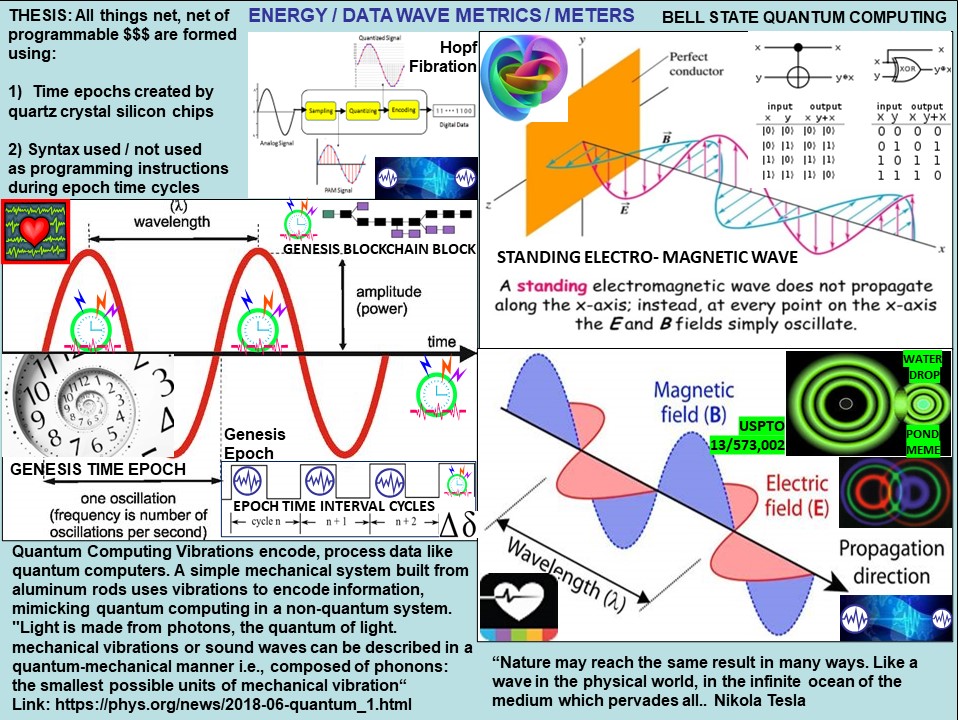 THESIS: All things net, net of
programmable $$$ are formed
using:
1) Time epochs created by
quartz crystal silicon chips
2) Syntax used / not used
as programming instructions
during epoch time cycles
ENERGY / DATA WAVE METRICS / METERS
BELL STATE QUANTUM COMPUTING
Quantized Signal
Hopf
Fibration
Sampling
Quantizing
Encoding
11···1100
Digital Data
Analog Signal
PAM Signal
y
Perfect
conductor
B
E
z
x
x x
y y⊕x
input output
x y x y+x
|0⟩ |0⟩ |0⟩ |0⟩
|0⟩ |1⟩ |0⟩ |1⟩
|1⟩ |0⟩ |1⟩ |1⟩
|1⟩ |1⟩ |1⟩ |0⟩
x x
y XOR y⊕x
input output
x y x y+x
0 0 0 0
0 1 0 1
1 0 1 1
1 1 1 0
STANDING ELECTRO- MAGNETIC WAVE
A standing electromagnetic wave does not propagate
along the x-axis; instead, at every point on the x-axis
the E and B fields simply oscillate.
(λ)
wavelength
GENESIS BLOCKCHAIN BLOCK
amplitude
(power)
time
11 12 1
10 2
9 3
8 4
7 6 5
GENESIS TIME EPOCH
Genesis
Epoch
one oscillation
(frequency is number of
oscillations per second)
EPOCH TIME INTERVAL CYCLES
cycle n n + 1 n + 2
Δδ
Magnetic
field (B)
USPTO
13/573,002
WATER
DROP
POND
MEME
Electric
field (E)
Wavelength (λ)
Propagation
direction
Quantum Computing Vibrations encode, process data like
quantum computers. A simple mechanical system built from
aluminum rods uses vibrations to encode information,
mimicking quantum computing in a non-quantum system.
"Light is made from photons, the quantum of light.
mechanical vibrations or sound waves can be described in a
quantum-mechanical manner i.e., composed of phonons:
the smallest possible units of mechanical vibration“
Link: https://phys.org/news/2018-06-quantum_1.html
“Nature may reach the same result in many ways. Like a
wave in the physical world, in the infinite ocean of the
medium which pervades all.. Nikola Tesla